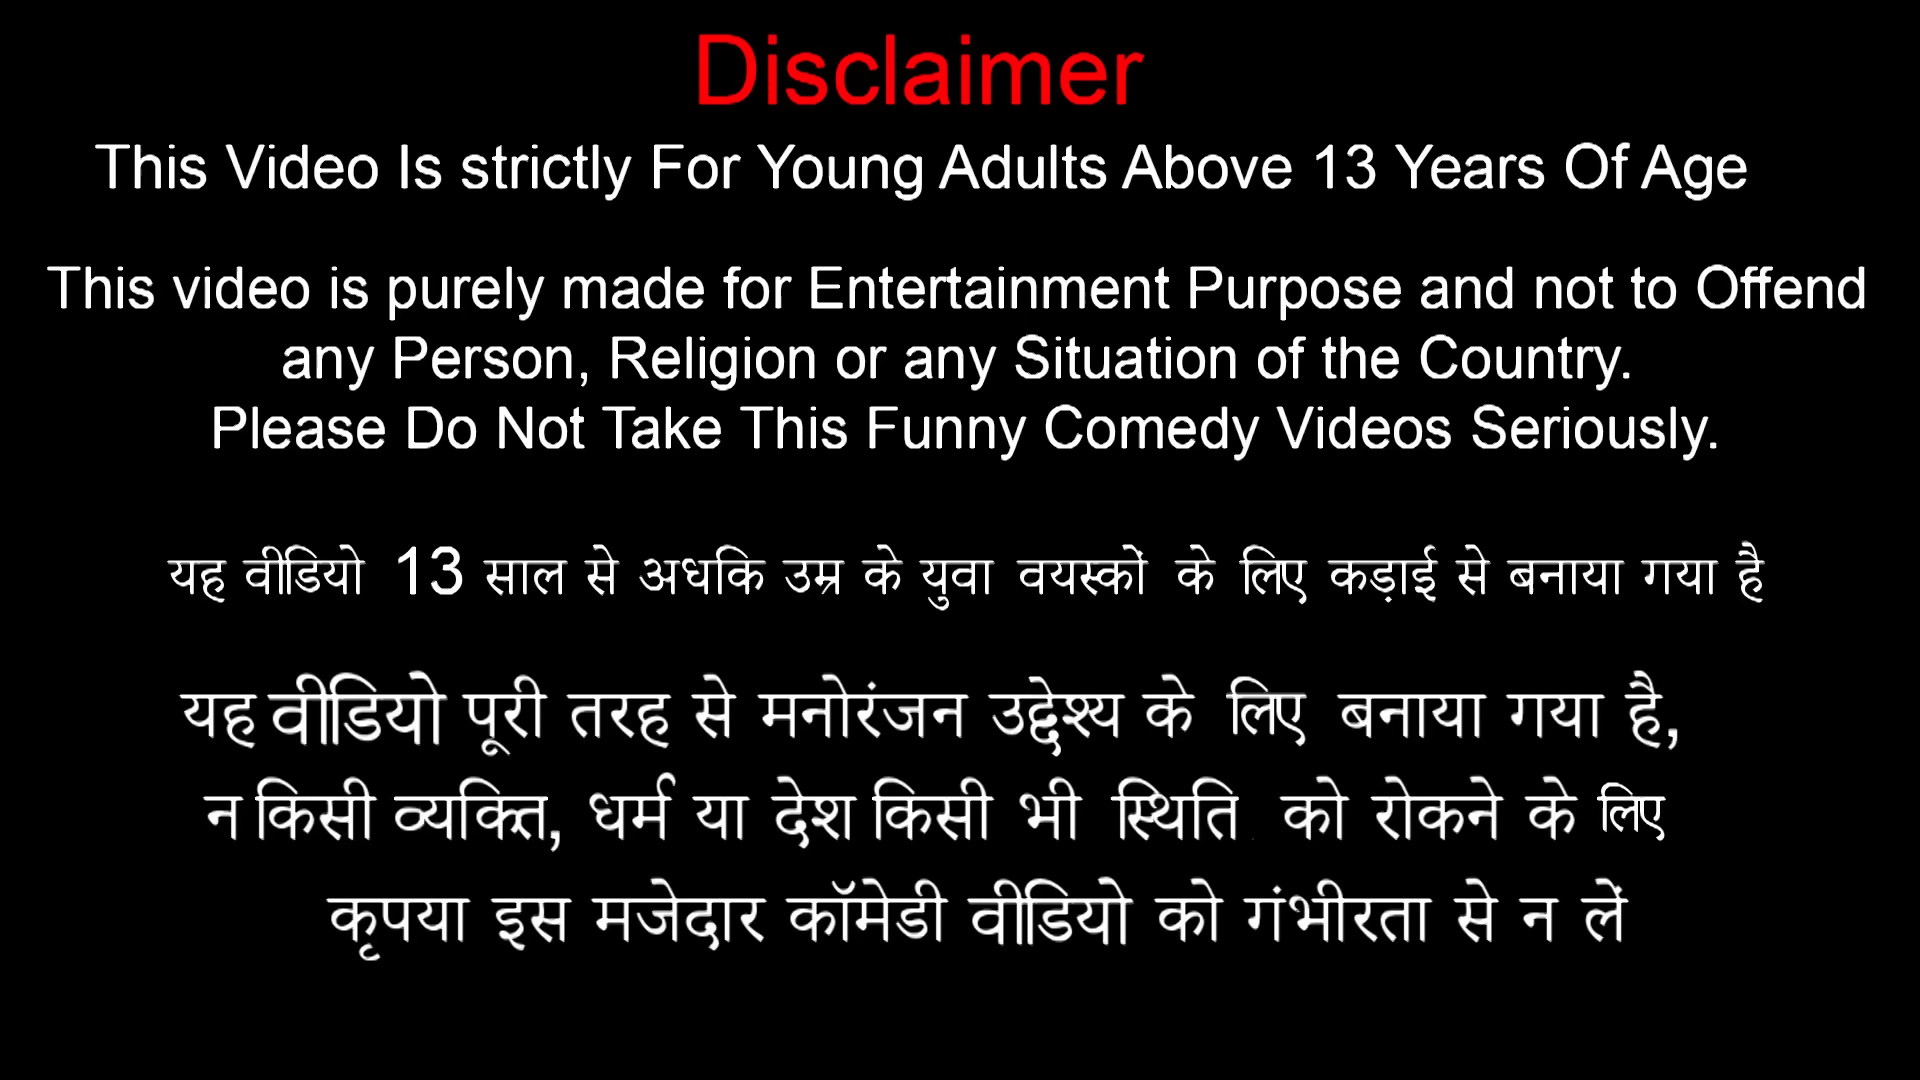 Disclaimer
This Video Is strictly For Young Adults Above 13 Years Of Age
This video is purely made for Entertainment Purpose and not to Offend
any Person, Religion or any Situation of the Country.
Please Do Not Take This Funny Comedy Videos Seriously.
यह वीडियो 13 साल से अधकि उम्र के युवा वयस्कों के लिए कड़ाई से बनाया गया है
यह वीडियो पूरी तरह से मनोरंजन उद्देश्य के लिए बनाया गया है,
न किसी व्यक्ति, धर्म या देश किसी भी स्थिति को रोकने के लिए
कृपया इस मजेदार कॉमेडी वीडियो को गंभीरता से न लें